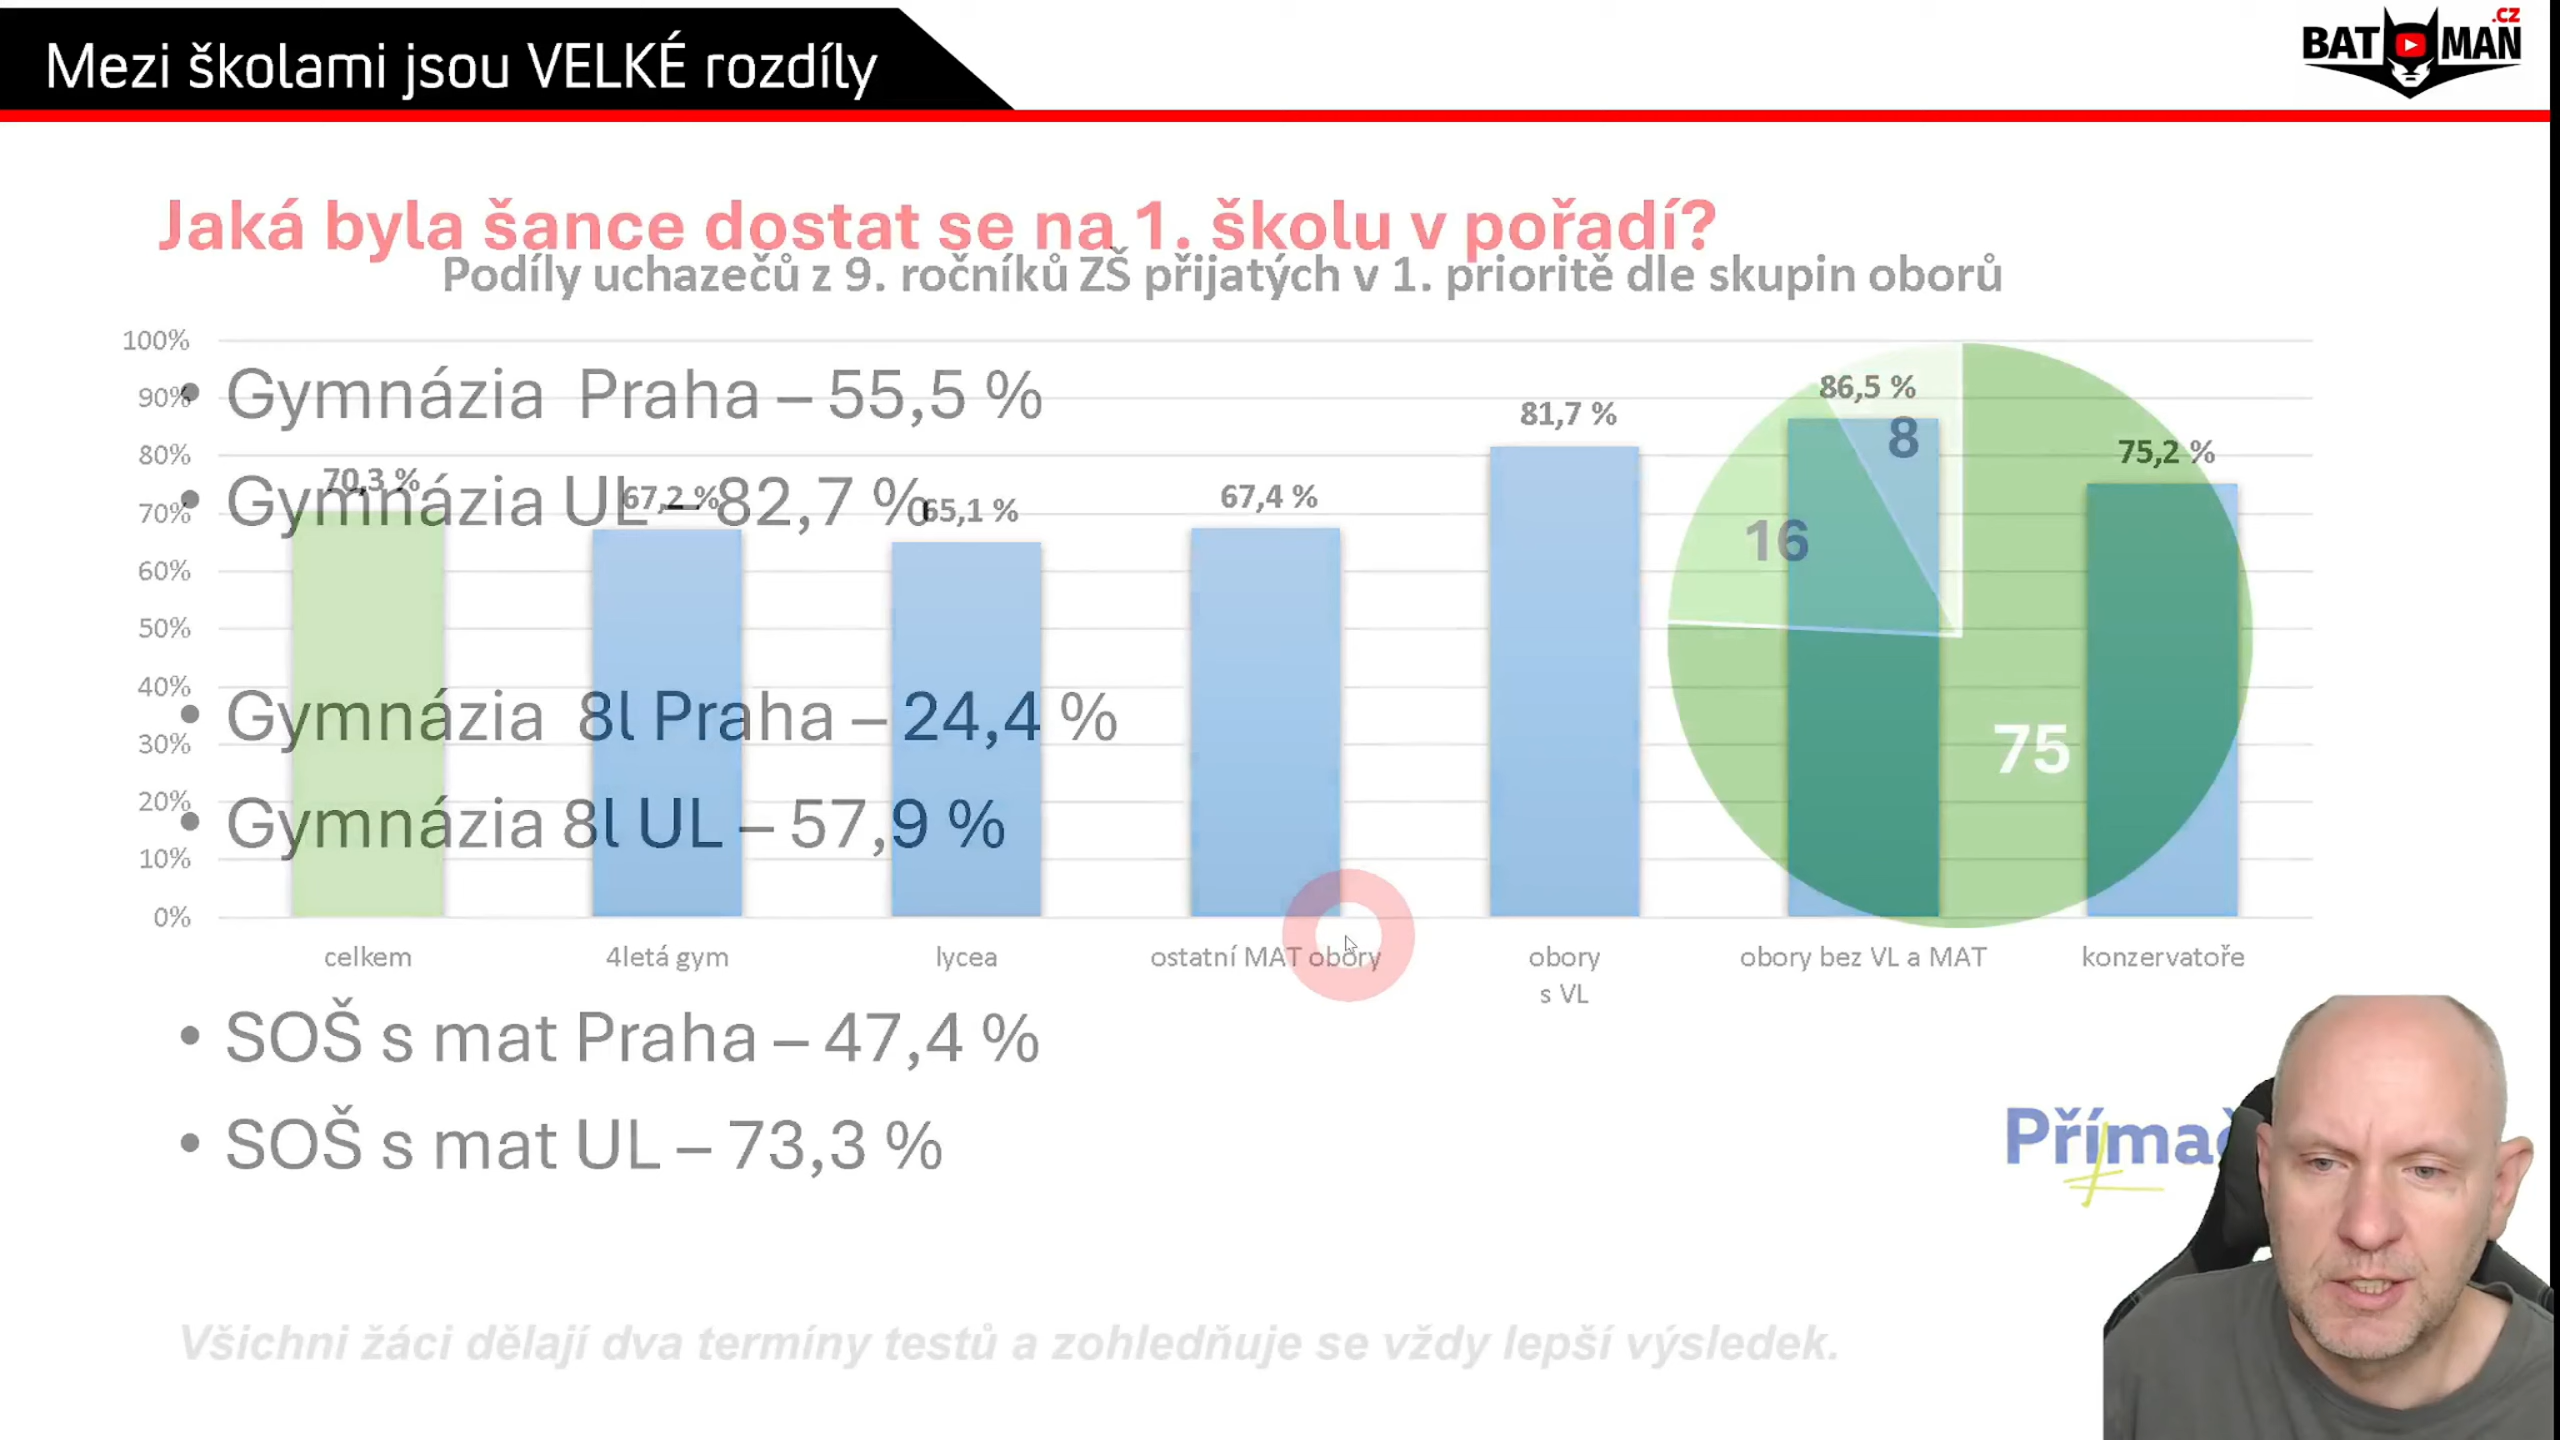 Mezi školami jsou VELKÉ rozdíly
BAT MAN .CZ
Jaká byla šance dostat se na 1. školu v pořadí?
Podíly uchazečů z 9. ročníků ZŠ přijatých v 1. prioritě dle skupin oborů
100%
90%
80%
70%
60%
50%
40%
30%
20%
10%
0%
• Gymnázia Praha – 55,5 %
• Gymnázia UL – 82,7 %
• Gymnázia 8l Praha – 24,4 %
• Gymnázia 8l UL – 57,9 %
70,3 %
67,2 %
65,1 %
67,4 %
81,7 %
86,5 %
75,2 %
8
16
75
celkem
4letá gym
lycea
ostatní MAT obory
obory
s VL
obory bez VL a MAT
konzervatoře
• SOŠ s mat Praha – 47,4 %
• SOŠ s mat UL – 73,3 %
Všichni žáci dělají dva termíny testů a zohledňuje se vždy lepší výsledek.